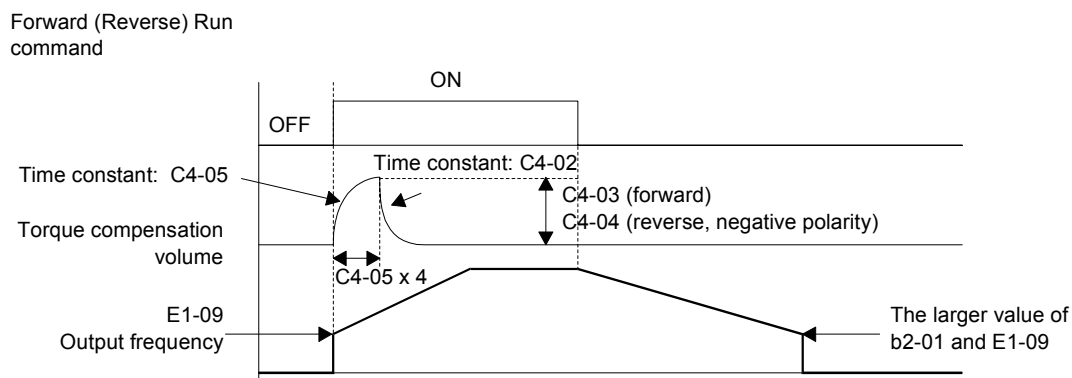 Forward (Reverse) Run
command
ON
OFF
Time constant: C4-05
Time constant: C4-02
C4-03 (forward)
C4-04 (reverse, negative polarity)
Torque compensation
volume
C4-05 x 4
E1-09
Output frequency
The larger value of
b2-01 and E1-09